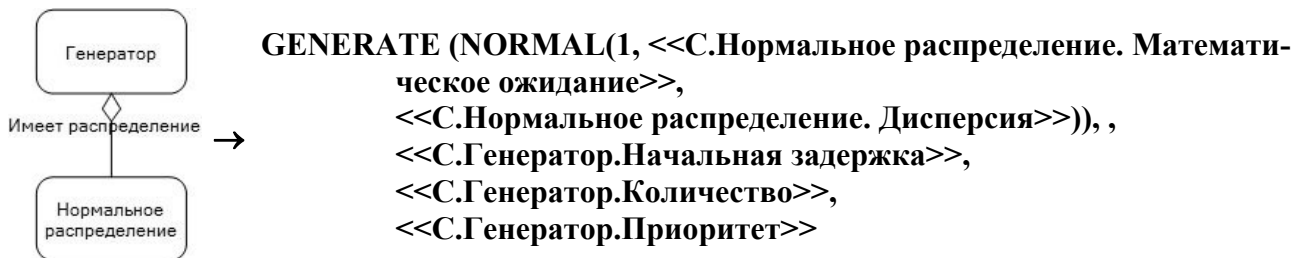 Генератор
Имеет распределение
Нормальное
распределение
→
GENERATE (NORMAL(1, <<С.Нормальное распределение. Математи-
ческое ожидание>>,
<<С.Нормальное распределение. Дисперсия>>)), ,
<<С.Генератор.Начальная задержка>>,
<<С.Генератор.Количество>>,
<<С.Генератор.Приоритет>>